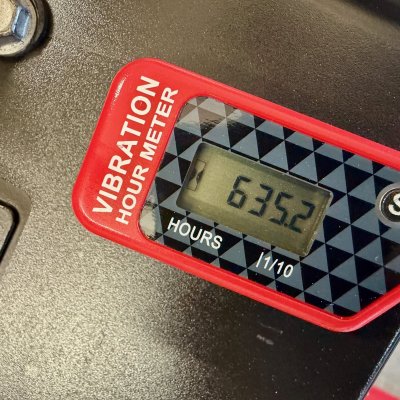 VIBRATION
HOUR METER
635.2
HOURS
|1/10
S